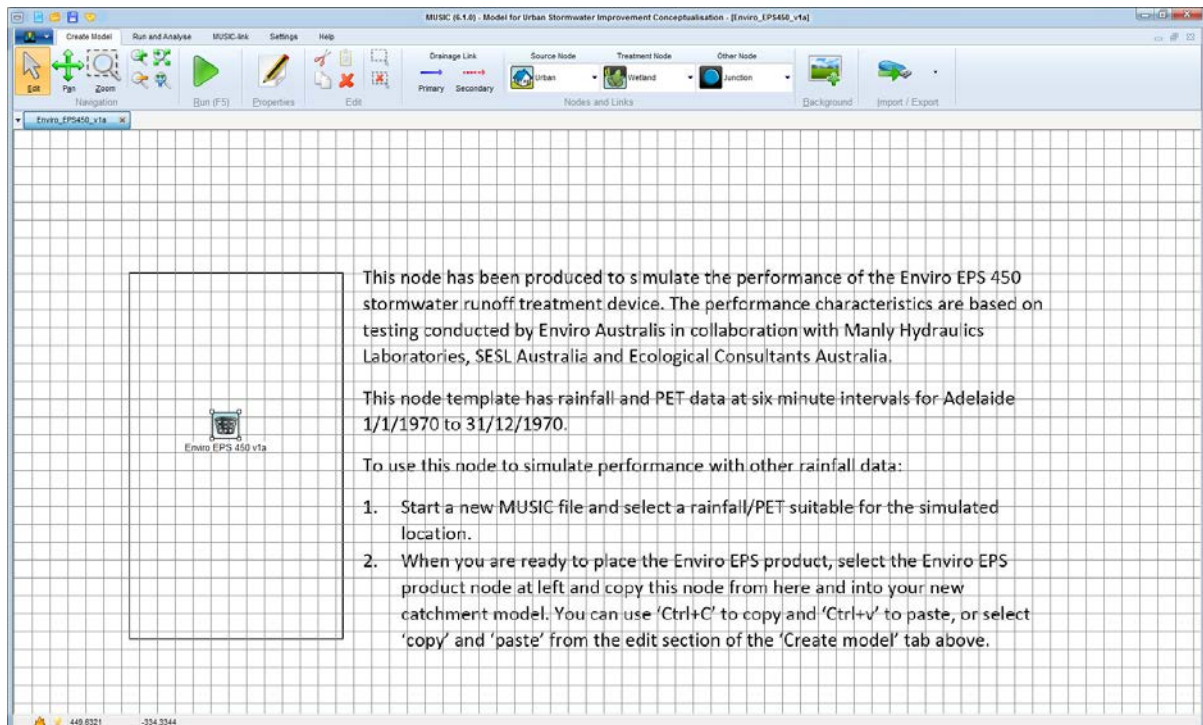 MUSIC (6.1.0) - Model for Urban Stormwater Improvement Conceptualisation - [Enviro_EPS450_v1a]
Create Model Run and Analyse MUSIC-link Settings Help
Drainage Link Source Node Treatment Node Other Node
Urban Wetland Junction
Edit Pan Zoom Primary Secondary
Navigation Run (F5) Properties Edit Nodes and Links Background Import / Export
Enviro_EPS450_v1a
This node has been produced to simulate the performance of the Enviro EPS 450
stormwater runoff treatment device. The performance characteristics are based on
testing conducted by Enviro Australis in collaboration with Manly Hydraulics
Laboratories, SESL Australia and Ecological Consultants Australia.
This node template has rainfall and PET data at six minute intervals for Adelaide
1/1/1970 to 31/12/1970.
Enviro EPS 450 v1a
To use this node to simulate performance with other rainfall data:
1. Start a new MUSIC file and select a rainfall/PET suitable for the simulated
location.
2. When you are ready to place the Enviro EPS product, select the Enviro EPS
product node at left and copy this node from here and into your new
catchment model. You can use ‘Ctrl+C’ to copy and ‘Ctrl+v’ to paste, or select
‘copy’ and ‘paste’ from the edit section of the ‘Create model’ tab above.
449.6321 -334.3344